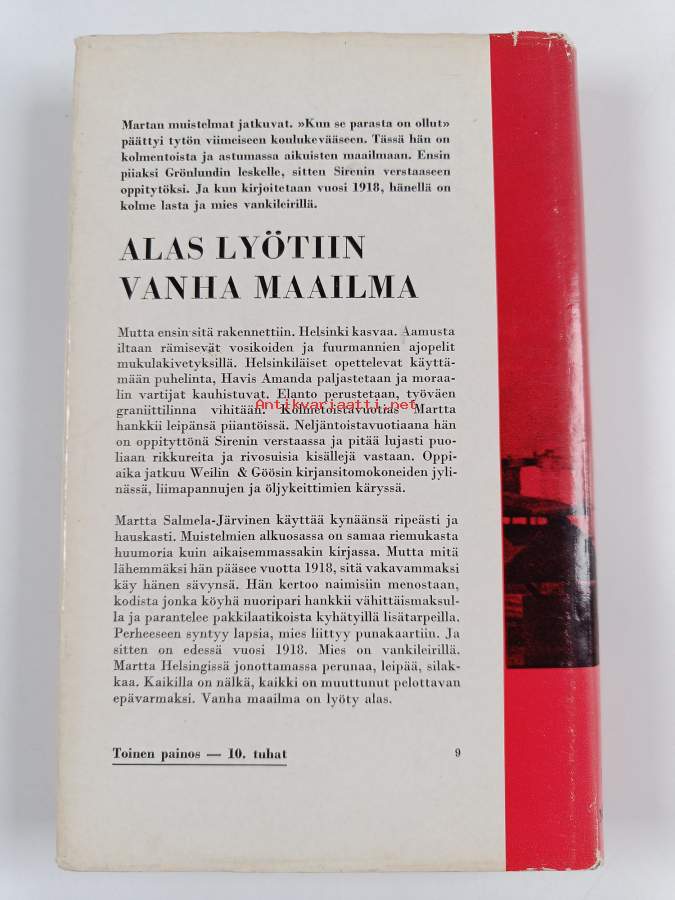 Martan muistelmat jatkuvat. »Kun se parasta on ollut»
päättyi tytön viimeiseen koulukevääseen. Tässä hän on
kolmentoista ja astumassa aikuisten maailmaan. Ensin
piiaksi Grönlundin leskelle, sitten Sirenin verstaaseen
oppitytöksi. Ja kun kirjoitetaan vuosi 1918, hänellä on
kolme lasta ja mies vankileirillä.
ALAS LYÖTIIN
VANHA MAAILMA
Mutta ensin sitä rakennettiin. Helsinki kasvaa. Aamusta
iltaan rämisevät vosikoiden ja fuurmannien ajopelit
mukulakivetyksillä. Helsinkiläiset opettelevat käyttä-
mään puhelinta, Havis Amanda paljastetaan ja moraa-
lin vartijat kauhistuvat. Elanto perustetaan, työväen
graniittilinna vihitään. Kolmetoistavuotias Martta
Antikvariaatti.net
hankkii leipänsä piiantöissä. Neljäntoistavuotiaana hän
on oppityttönä Sirenin verstaassa ja pitää lujasti puo-
liaan rikkureita ja rivosuisia kisällejä vastaan. Oppi-
aika jatkuu Weilin & Göösin kirjansitomokoneiden jyli-
nässä, liimapannujen ja öljykeittimien käryssä.
Martta Salmela-Järvinen käyttää kynäänsä ripeästi ja
hauskasti. Muistelmien alkuosassa on samaa riemukasta
huumoria kuin aikaisemmassakin kirjassa. Mutta mitä
lähemmäksi hän pääsee vuotta 1918, sitä vakavammaksi
käy hänen sävynsä. Hän kertoo naimisiin menostaan,
kodista jonka köyhä nuoripari hankkii vähittäismaksul-
la ja parantelee pakkilaatikoista kyhätyillä lisätarpeilla.
Perheeseen syntyy lapsia, mies liittyy punakaartiin. Ja
sitten on edessä vuosi 1918. Mies on vankileirillä.
Martta Helsingissä jonottamassa perunaa, leipää, silak-
kaa. Kaikilla on nälkä, kaikki on muuttunut pelottavan
epävarmaksi. Vanha maailma on lyöty alas.
Toinen painos — 10. tuhat 9